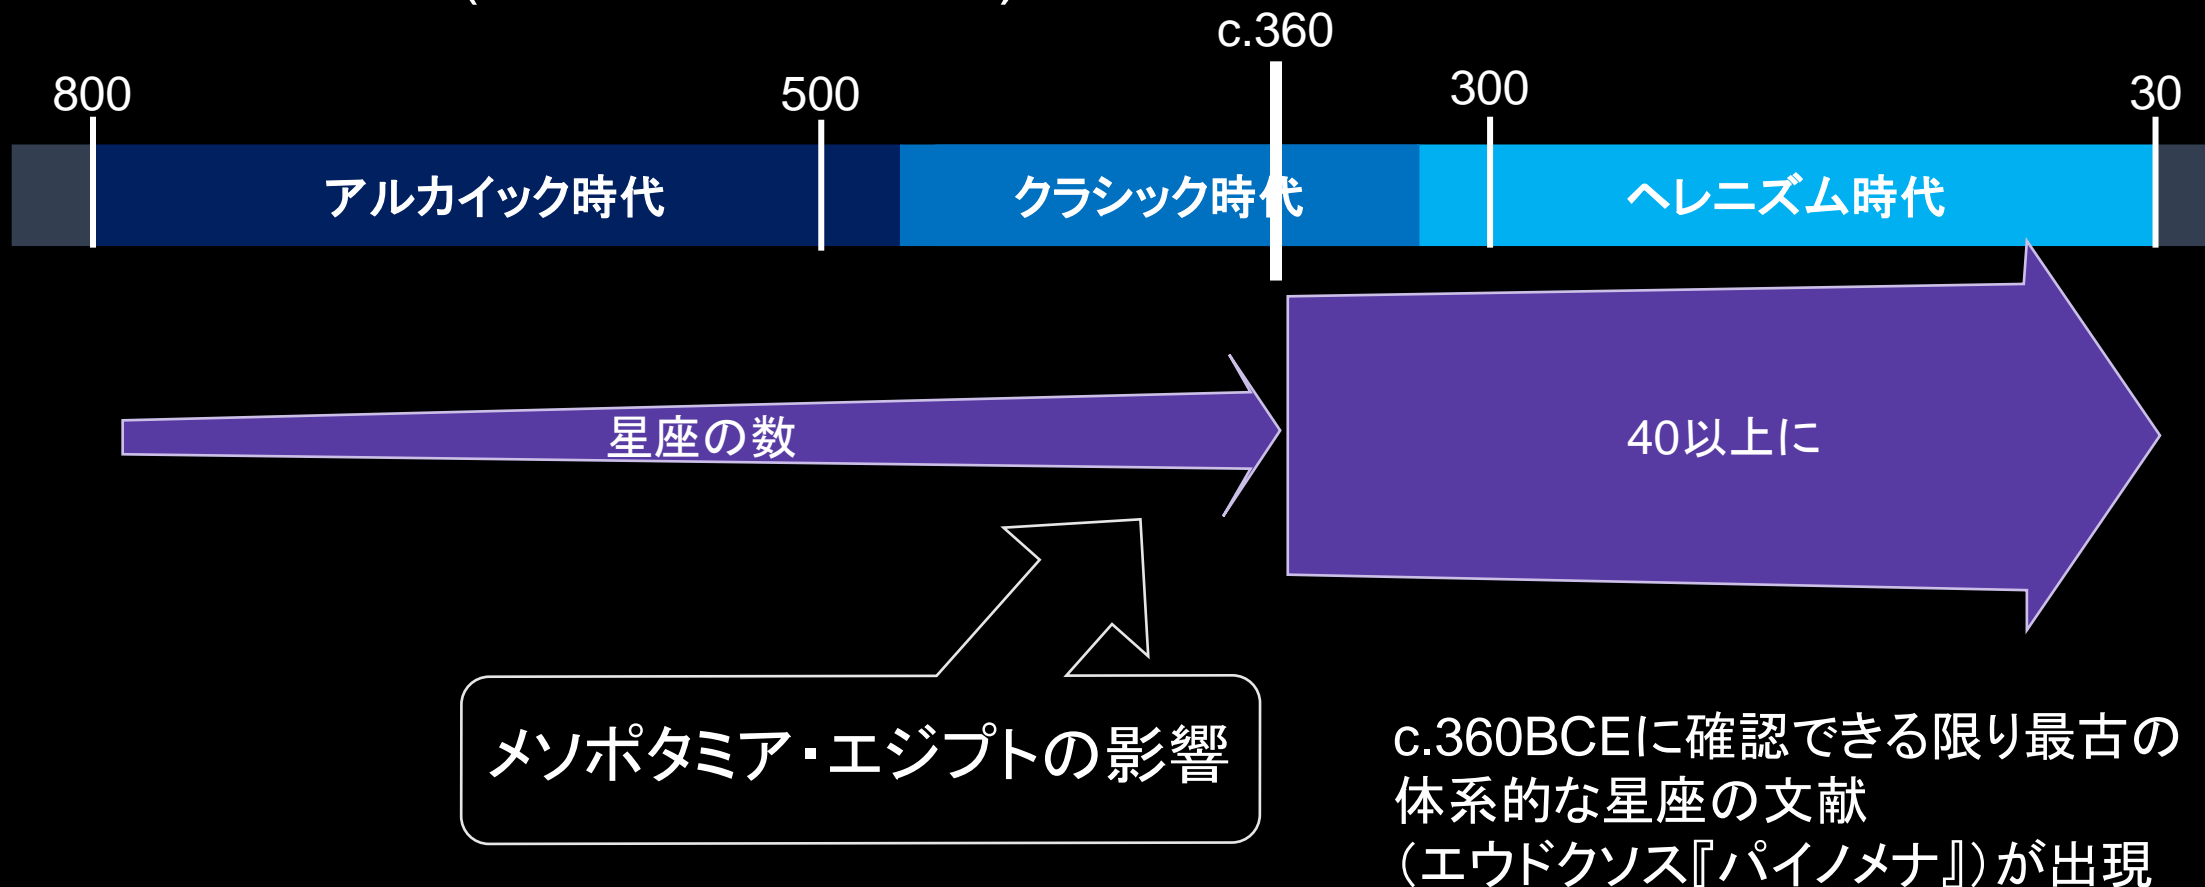 c.360
800
500
300
30
アルカイック時代
クラシック時代
ヘレニズム時代
星座の数
40以上に
メソポタミア・エジプトの影響
c.360BCEに確認できる限り最古の
体系的な星座の文献
（エウドクソス『パイノメナ』）が出現